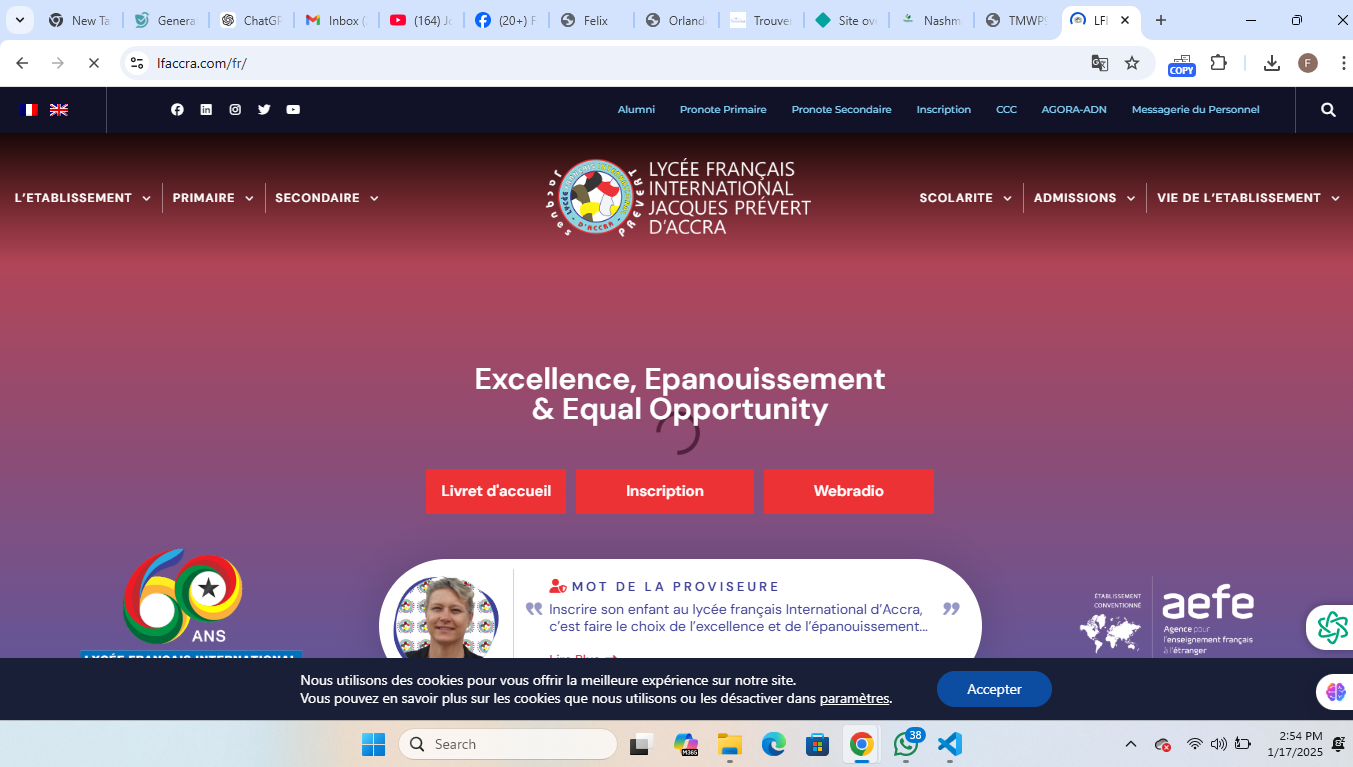 New Ta
Genera
ChatGP
Inbox (
(164) Jo
(20+) F
Felix
Orland
Trouver
Site ov
Nashm
TMWPS
LFI
lfaccra.com/fr/
COPY
F
Alumni
Pronote Primaire
Pronote Secondaire
Inscription
CCC
AGORA-ADN
Messagerie du Personnel
L'ETABLISSEMENT
PRIMAIRE
SECONDAIRE
Jacques PRÉVERT
D'ACCRA
LYCÉE FRANÇAIS
INTERNATIONAL
JACQUES PRÉVERT
D'ACCRA
SCOLARITE
ADMISSIONS
VIE DE L'ETABLISSEMENT
Excellence, Epanouissement
& Equal Opportunity
Livret d'accueil
Inscription
Webradio
60
ANS
LYCÉE FRANÇAIS INTERNATIONAL
MOT DE LA PROVISEURE
Inscrire son enfant au lycée français International d'Accra,
c'est faire le choix de l'excellence et de l'épanouissement...
Lire Plus
ÉTABLISSEMENT
CONVENTIONNÉ
aefe
Agence pour
l'enseignement français
à l'étranger
Nous utilisons des cookies pour vous offrir la meilleure expérience sur notre site.
Vous pouvez en savoir plus sur les cookies que nous utilisons ou les désactiver dans paramètres.
Accepter
Search
M365
38
2:54 PM
1/17/2025